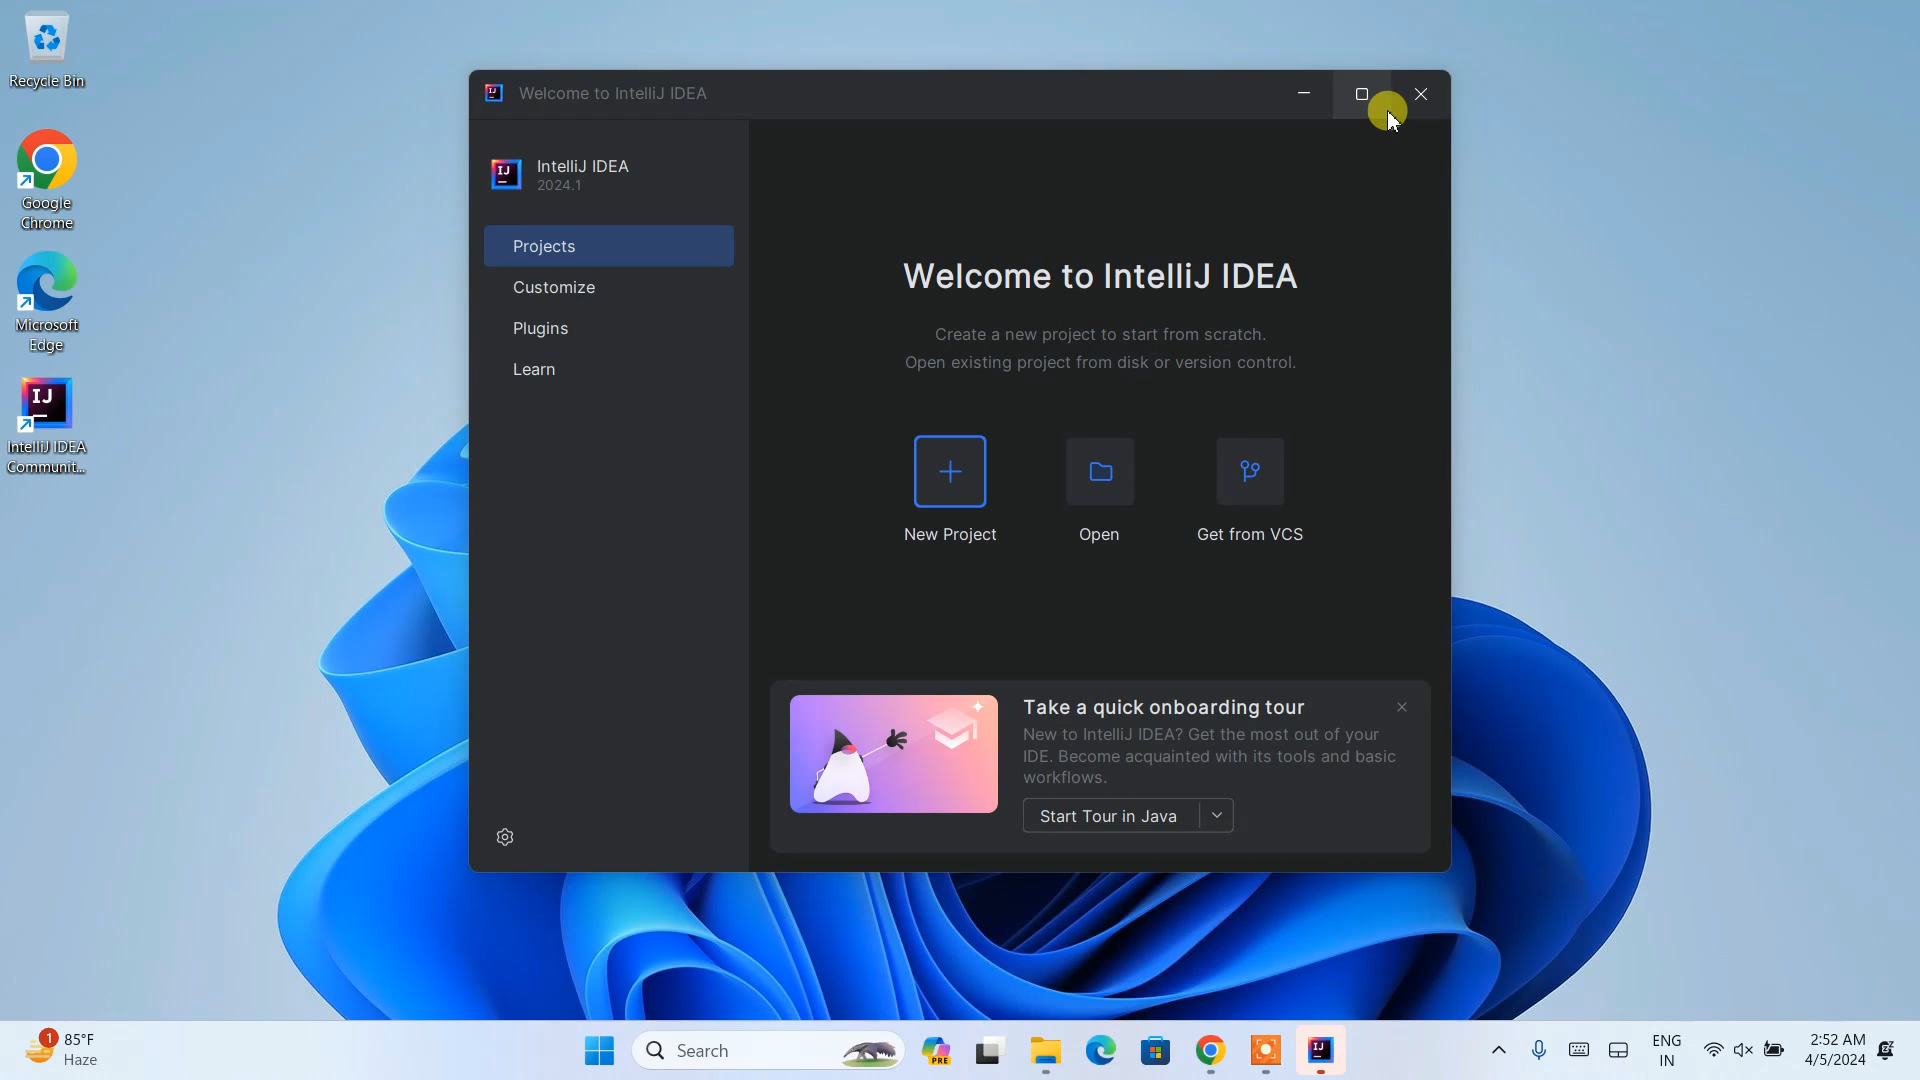 Recycle Bin
Google
Chrome
Microsoft
Edge
IJ
IntelliJ IDEA
Communit...
IJ
Welcome to IntelliJ IDEA
IJ
IntelliJ IDEA
2024.1
Projects
Customize
Plugins
Learn
Welcome to IntelliJ IDEA
Create a new project to start from scratch.
Open existing project from disk or version control.
New Project
Open
Get from VCS
Take a quick onboarding tour
New to IntelliJ IDEA? Get the most out of your
IDE. Become acquainted with its tools and basic
workflows.
Start Tour in Java
1
85°F
Haze
Search
PRE
IJ
ENG
IN
2:52 AM
4/5/2024